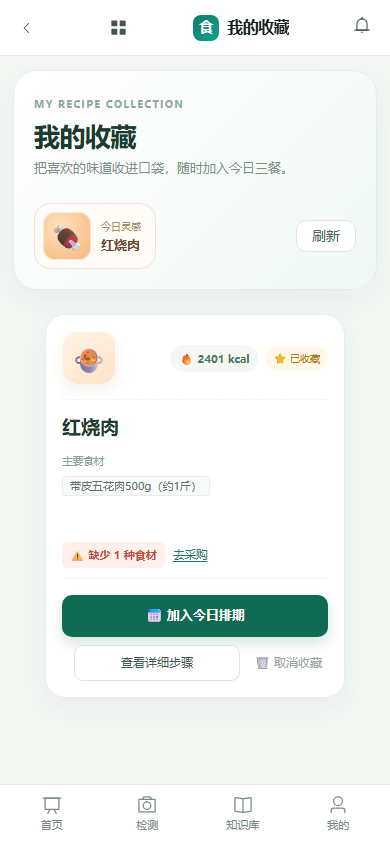 食 我的收藏
MY RECIPE COLLECTION
我的收藏
把喜欢的味道收进口袋，随时加入今日三餐。
今日灵感
红烧肉
刷新
2401 kcal
已收藏
红烧肉
主要食材
带皮五花肉500g（约1斤）
缺少 1 种食材 去采购
加入今日排期
查看详细步骤 取消收藏
首页 检测 知识库 我的